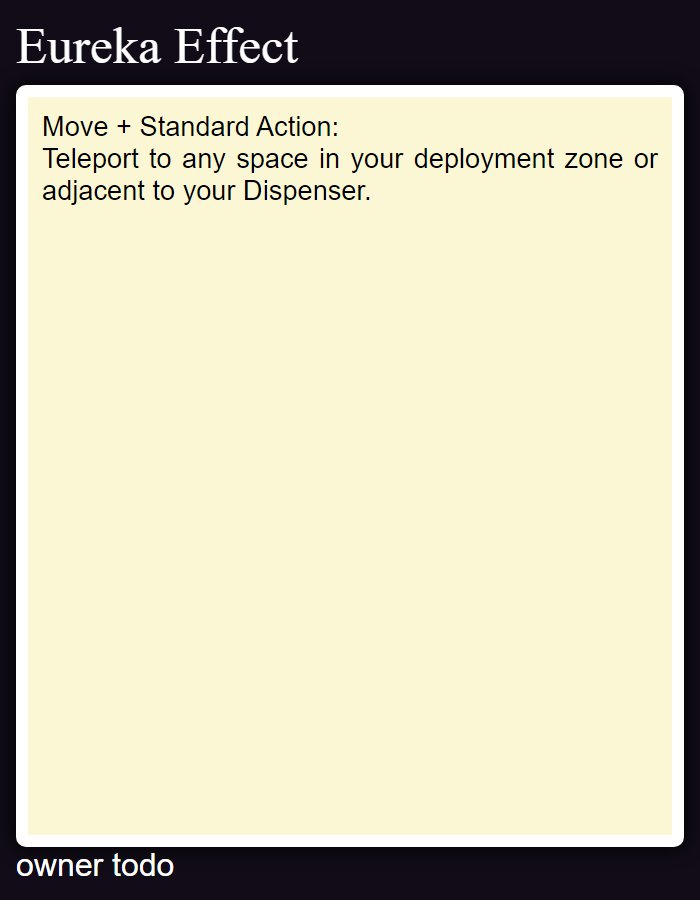 Eureka Effect
Move + Standard Action:
Teleport to any space in your deployment zone or
adjacent to your Dispenser.
owner todo